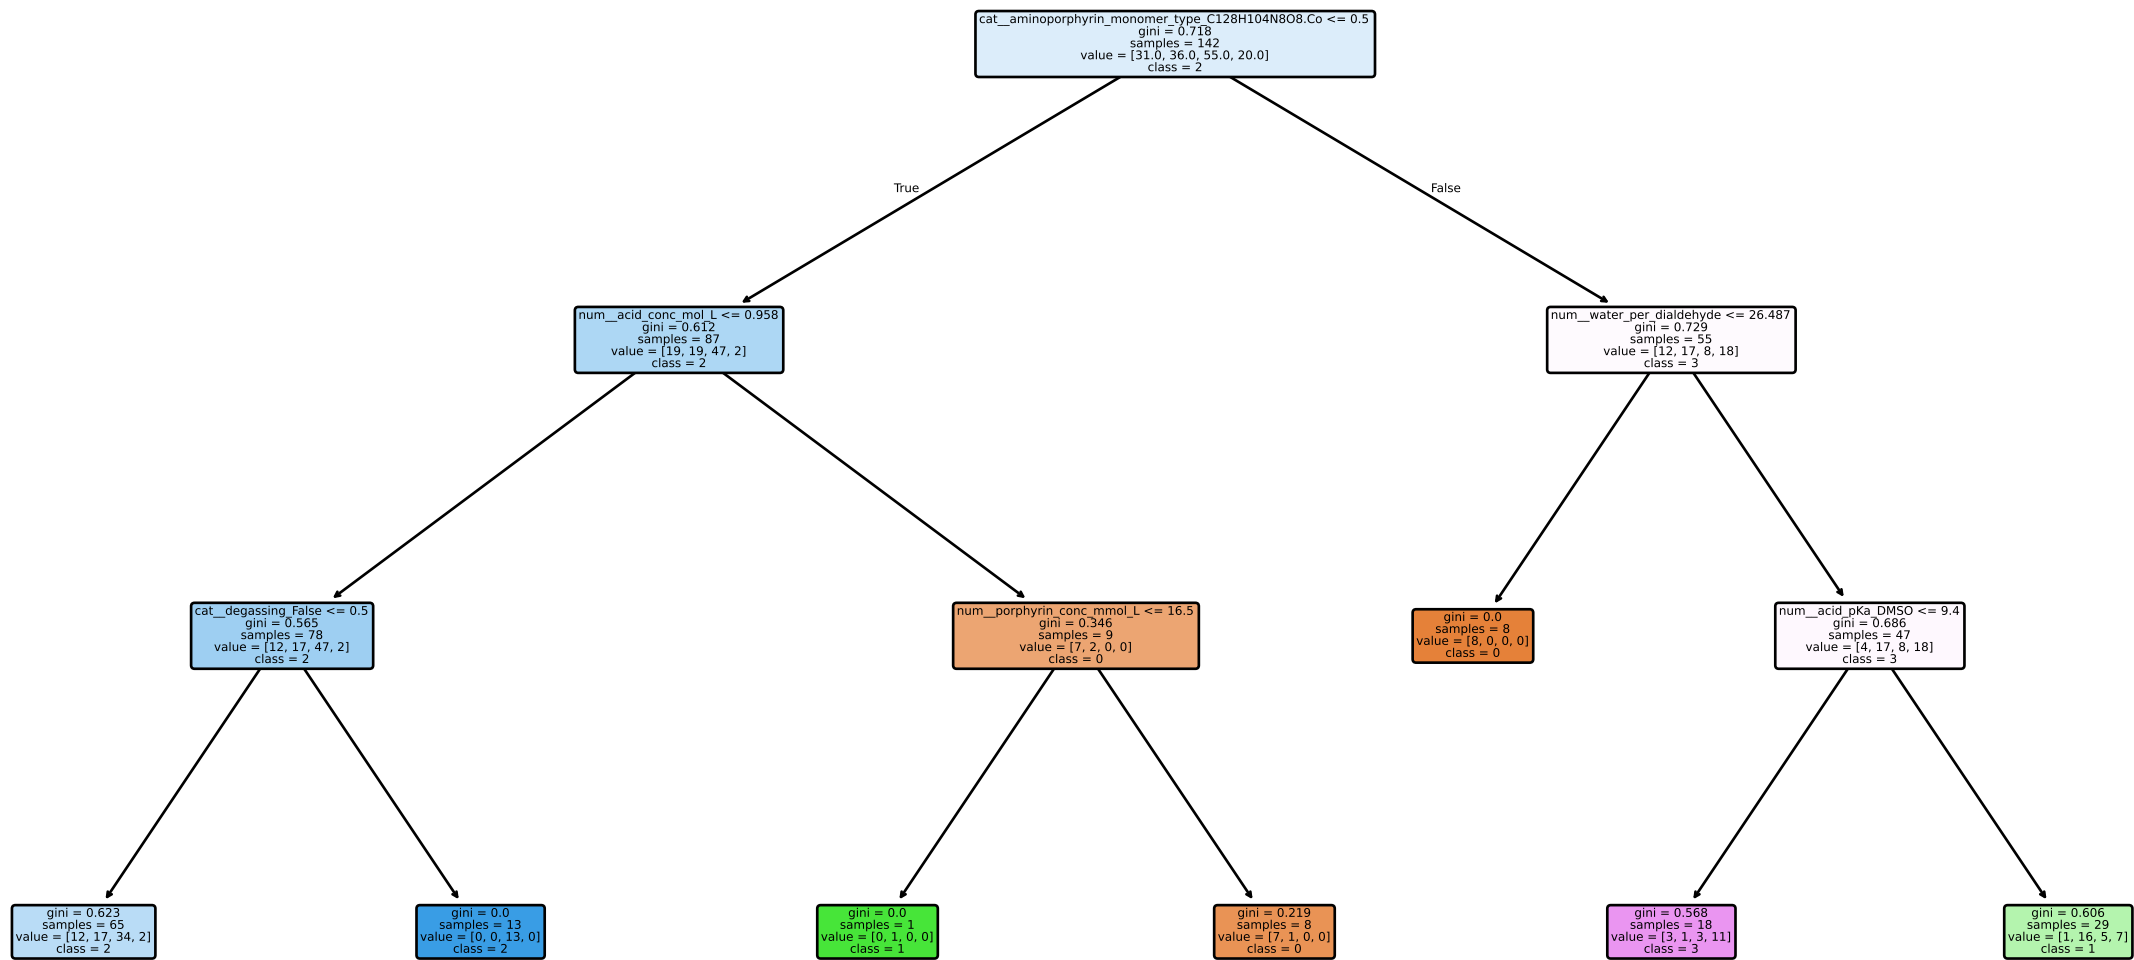 cat__aminoporphyrin_monomer_type_C128H104N8O8.Co <= 0.5
gini = 0.718
samples = 142
value = [31.0, 36.0, 55.0, 20.0]
class = 2
True
False
num__acid_conc_mol_L <= 0.958
gini = 0.612
samples = 87
value = [19, 19, 47, 2]
class = 2
num__water_per_dialdehyde <= 26.487
gini = 0.729
samples = 55
value = [12, 17, 8, 18]
class = 3
cat__degassing_False <= 0.5
gini = 0.565
samples = 78
value = [12, 17, 47, 2]
class = 2
num__porphyrin_conc_mmol_L <= 16.5
gini = 0.346
samples = 9
value = [7, 2, 0, 0]
class = 0
gini = 0.0
samples = 8
value = [8, 0, 0, 0]
class = 0
num__acid_pKa_DMSO <= 9.4
gini = 0.686
samples = 47
value = [4, 17, 8, 18]
class = 3
gini = 0.623
samples = 65
value = [12, 17, 34, 2]
class = 2
gini = 0.0
samples = 13
value = [0, 0, 13, 0]
class = 2
gini = 0.0
samples = 1
value = [0, 1, 0, 0]
class = 1
gini = 0.219
samples = 8
value = [7, 1, 0, 0]
class = 0
gini = 0.568
samples = 18
value = [3, 1, 3, 11]
class = 3
gini = 0.606
samples = 29
value = [1, 16, 5, 7]
class = 1